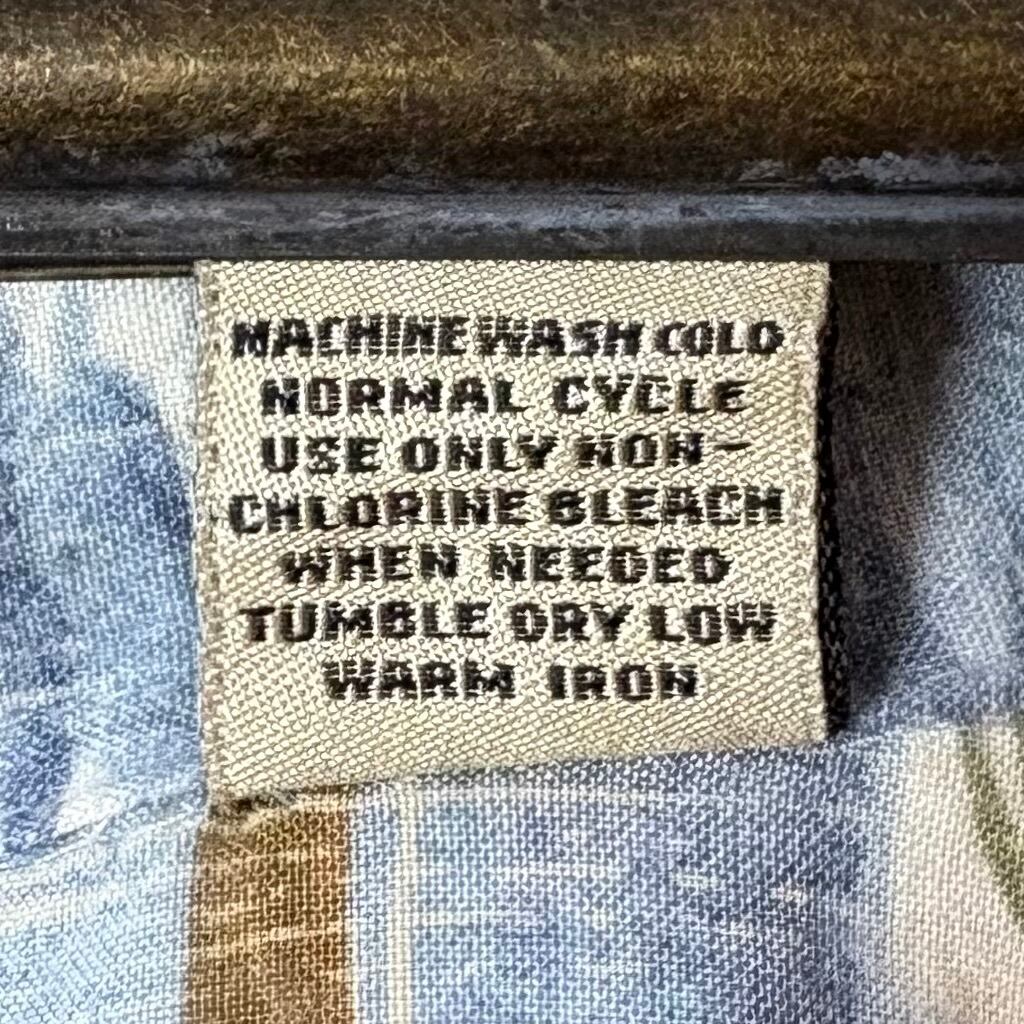 MACHINE WASH COLD
NORMAL CYCLE
USE ONLY NON-
CHLORINE BLEACH
WHEN NEEDED
TUMBLE DRY LOW
WARM IRON